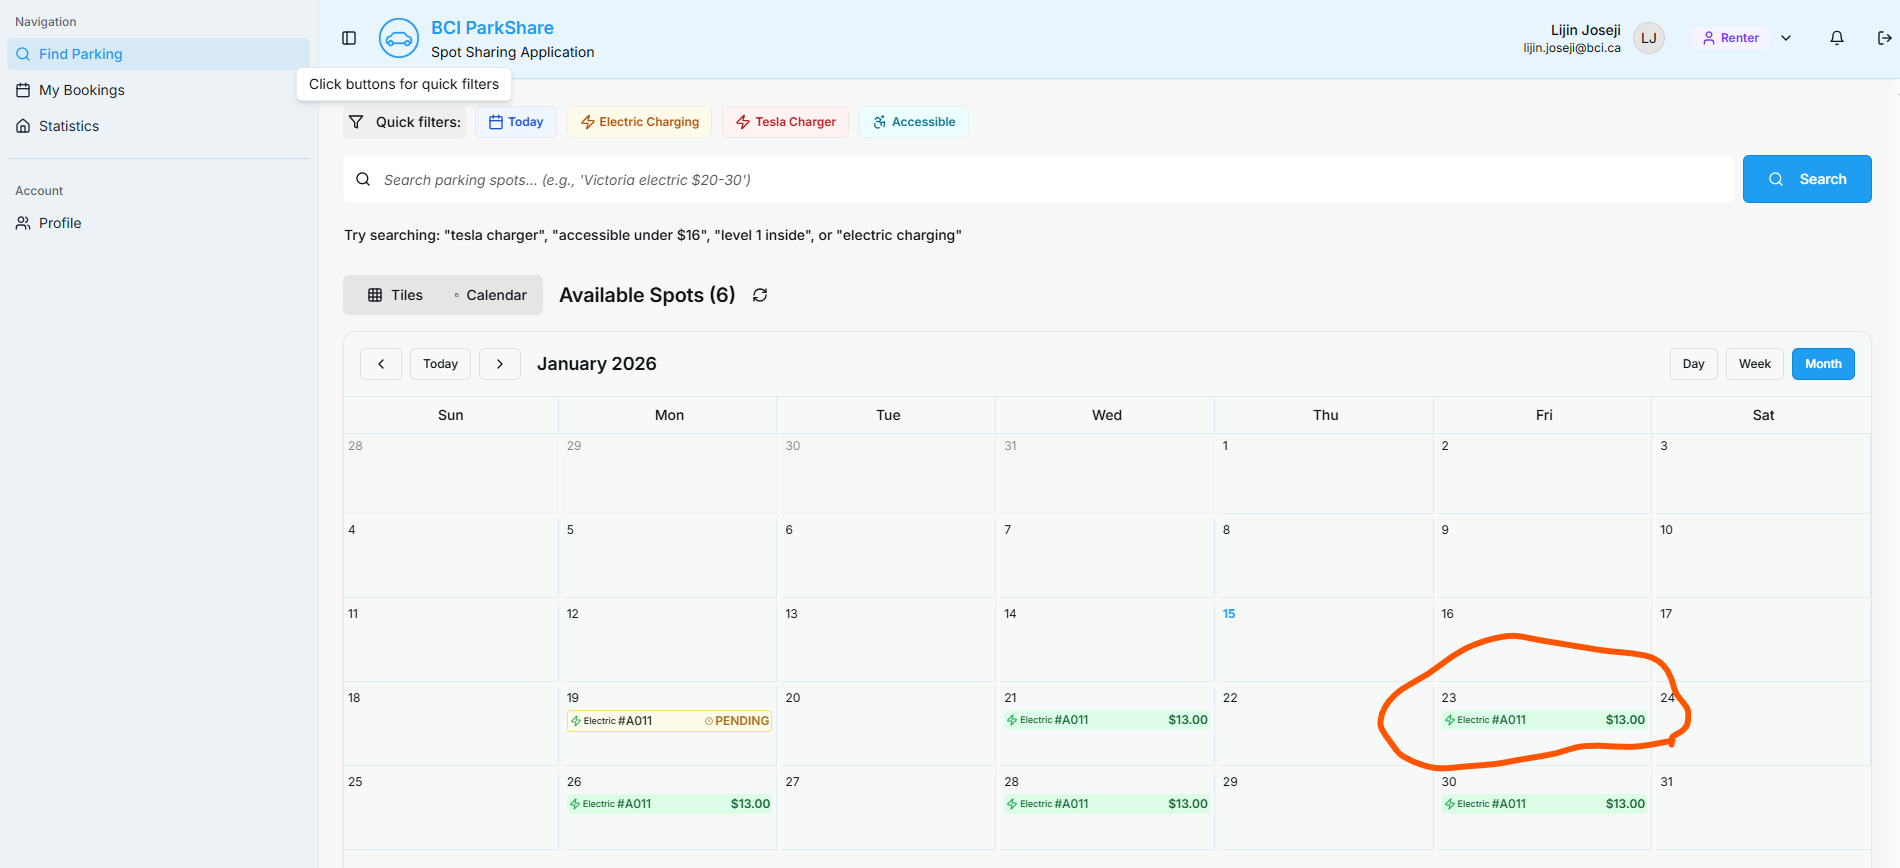 Navigation
Find Parking
My Bookings
Statistics
Account
Profile
BCI ParkShare
Spot Sharing Application
Lijin Joseji
lijin.joseji@bci.ca
LJ
Renter
Click buttons for quick filters
Quick filters:
Today
Electric Charging
Tesla Charger
Accessible
Search parking spots... (e.g., 'Victoria electric $20-30')
Search
Try searching: "tesla charger", "accessible under $16", "level 1 inside", or "electric charging"
Tiles
Calendar
Available Spots (6)
Today
January 2026
Day
Week
Month
Sun Mon Tue Wed Thu Fri Sat
28 29 30 31 1 2 3
4 5 6 7 8 9 10
11 12 13 14 15 16 17
18 19 20 21 22 23 24
Electric #A011 PENDING
Electric #A011 $13.00
Electric #A011 $13.00
25 26 27 28 29 30 31
Electric #A011 $13.00
Electric #A011 $13.00
Electric #A011 $13.00